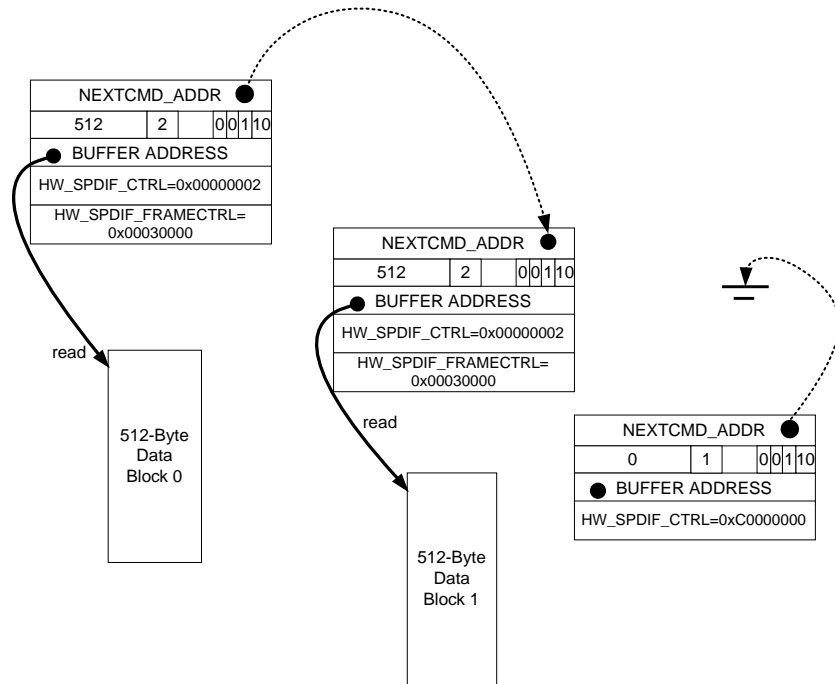 NEXTCMD_ADDR
512 2 0 0 1 10
BUFFER ADDRESS
HW_SPDIF_CTRL=0x00000002
HW_SPDIF_FRAMECTRL=
0x00030000
read
512-Byte
Data
Block 0
NEXTCMD_ADDR
512 2 0 0 1 10
BUFFER ADDRESS
HW_SPDIF_CTRL=0x00000002
HW_SPDIF_FRAMECTRL=
0x00030000
read
512-Byte
Data
Block 1
NEXTCMD_ADDR
0 1 0 0 1 10
BUFFER ADDRESS
HW_SPDIF_CTRL=0xC0000000